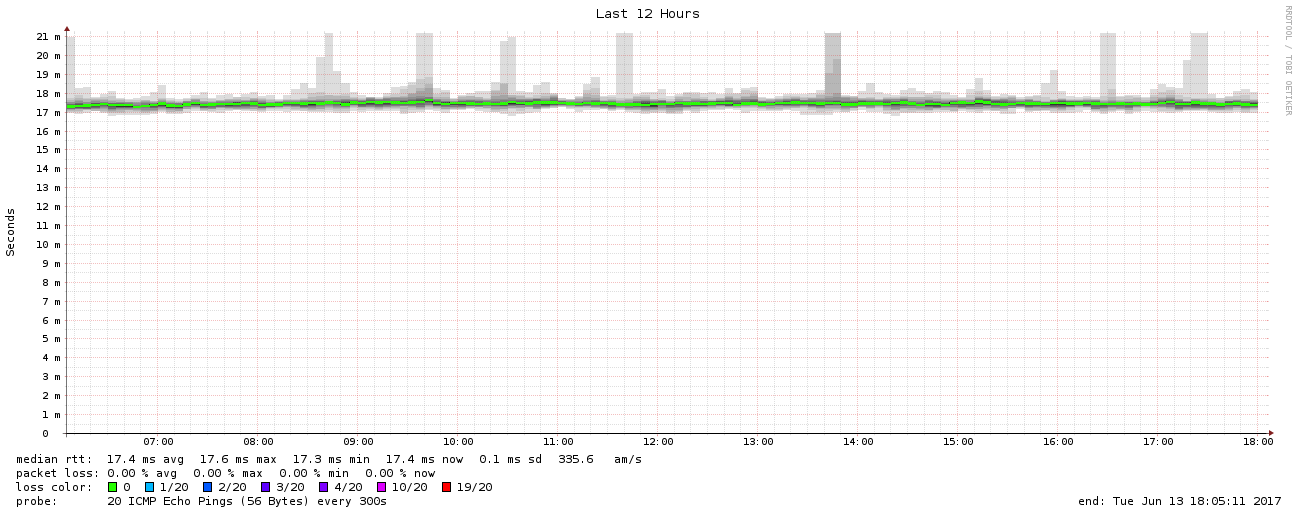 Last 12 Hours
RRDTOOL / TOBI OETIKER
Seconds
21 m
20 m
19 m
18 m
17 m
16 m
15 m
14 m
13 m
12 m
11 m
10 m
9 m
8 m
7 m
6 m
5 m
4 m
3 m
2 m
1 m
0
07:00 08:00 09:00 10:00 11:00 12:00 13:00 14:00 15:00 16:00 17:00 18:00
median rtt: 17.4 ms avg 17.6 ms max 17.3 ms min 17.4 ms now 0.1 ms sd 335.6 am/s
packet loss: 0.00 % avg 0.00 % max 0.00 % min 0.00 % now
loss color: 0 1/20 2/20 3/20 4/20 10/20 19/20
probe: 20 ICMP Echo Pings (56 Bytes) every 300s end: Tue Jun 13 18:05:11 2017